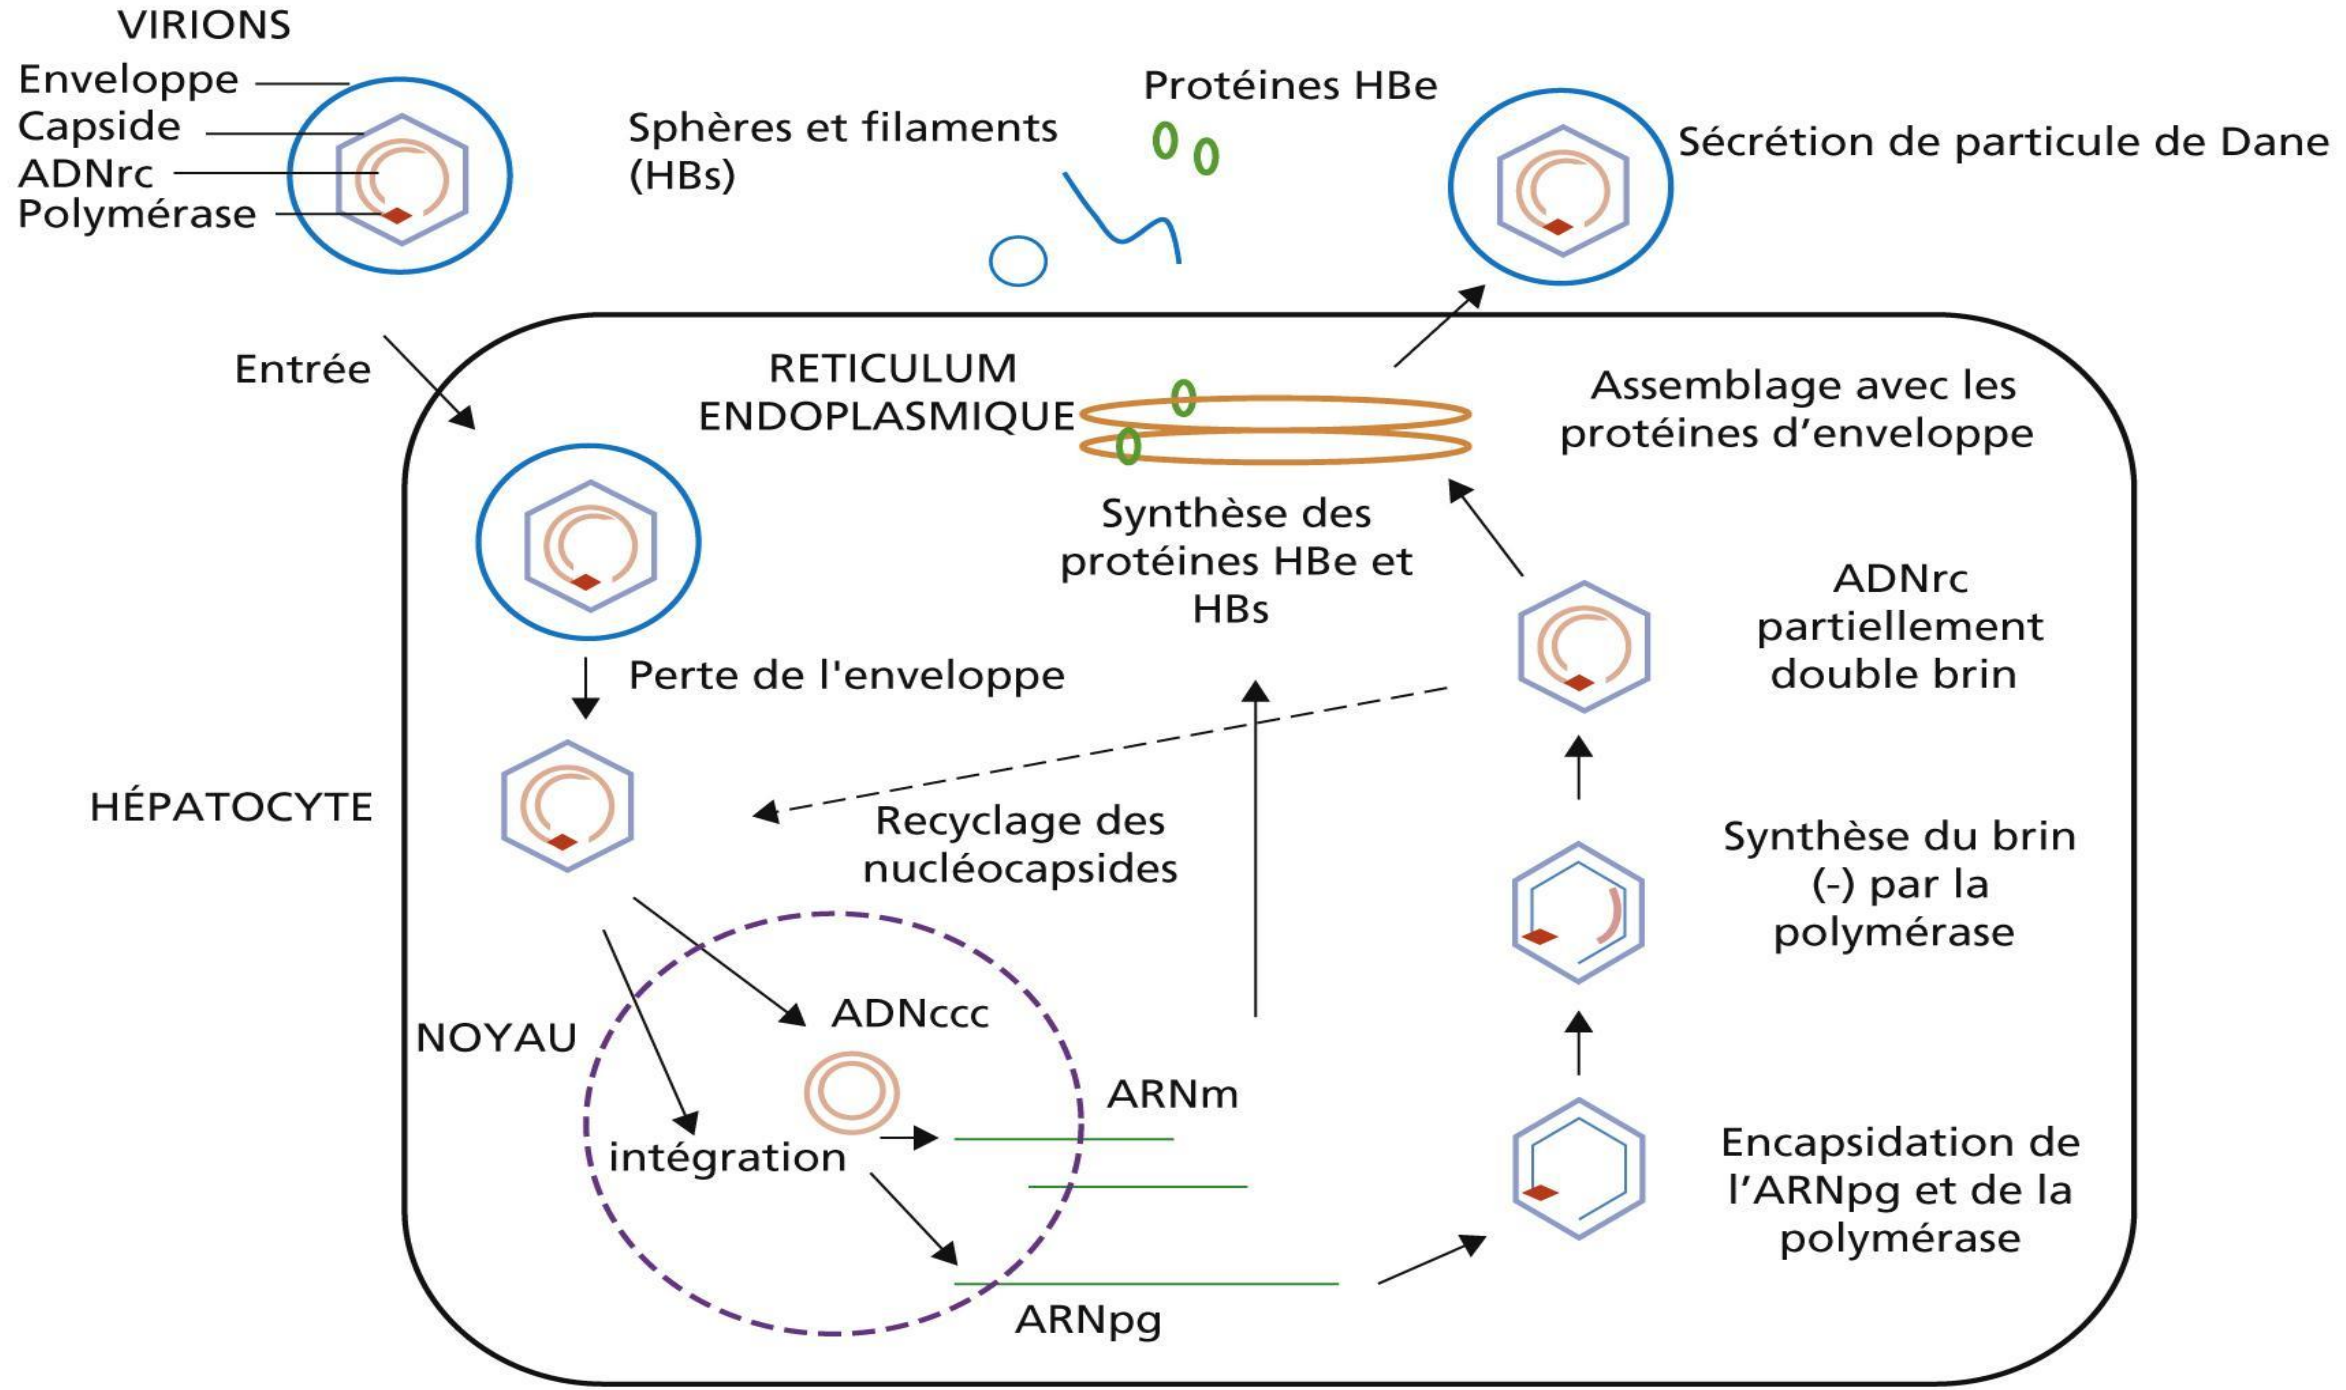 VIRIONS
Enveloppe
Capside
ADNrc
Polymérase
Sphères et filaments
(HBs)
Protéines HBe
Sécrétion de particule de Dane
Entrée
RETICULUM
ENDOPLASMIQUE
Assemblage avec les
protéines d’enveloppe
Synthèse des
protéines HBe et
HBs
ADNrc
partiellement
double brin
Perte de l'enveloppe
HÉPATOCYTE
Recyclage des
nucléocapsides
Synthèse du brin
(-) par la
polymérase
NOYAU
ADNccc
intégration
ARNm
ARNpg
Encapsidation de
l’ARNpg et de la
polymérase